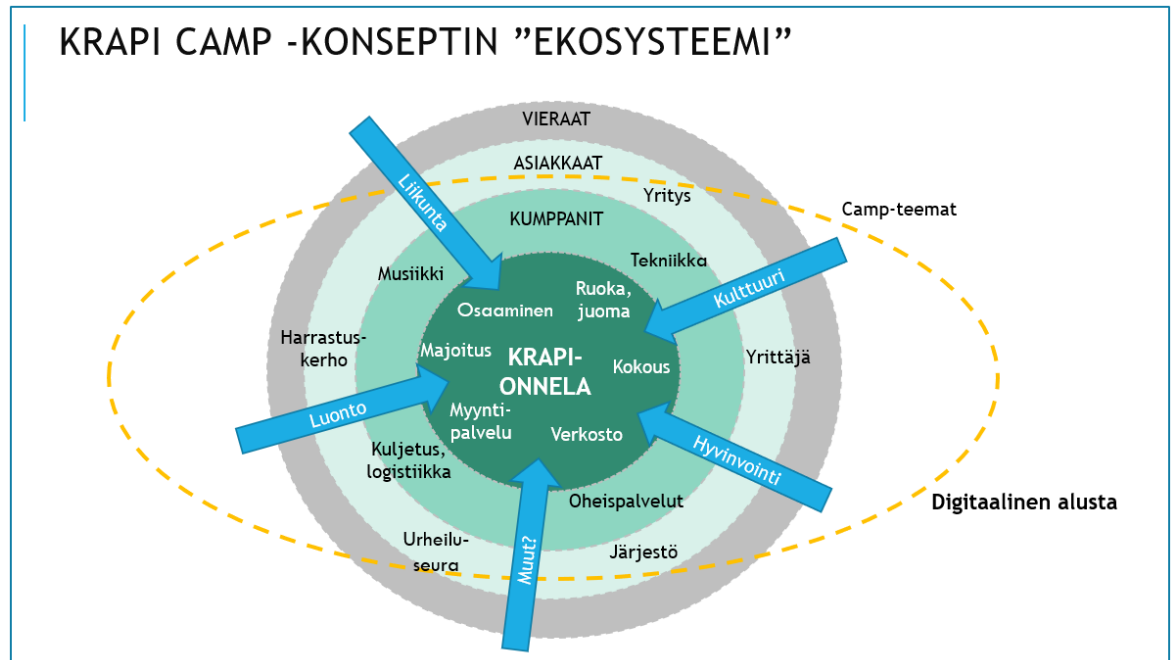 KRAPI CAMP -KONSEPTIN ”EKOSYSTEEMI”
VIERAAT
ASIAKKAAT
Yritys
Camp-teemat
Liikunta
KUMPPANIT
Musiikki
Tekniikka
Kulttuuri
Ruoka,
juoma
Osaaminen
Harrastus-
kerho
Majoitus
KRAPI-
ONNELA
Kokous
Yrittäjä
Luonto
Myynti-
palvelu
Verkosto
Hyvinvointi
Kuljetus,
logistiikka
Oheispalvelut
Digitaalinen alusta
Urheilu-
seura
Muut?
Järjestö